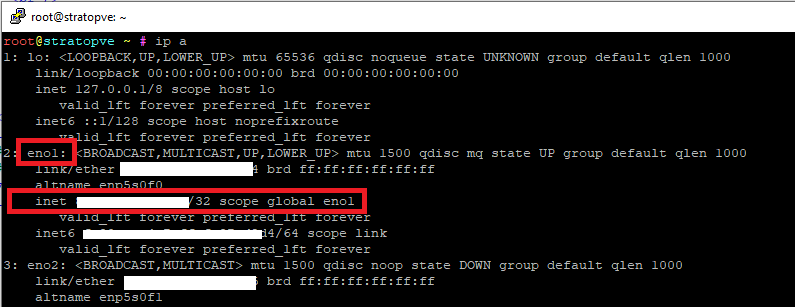 root@stratopve: ~
root@stratopve ~ # ip a
1: lo: <LOOPBACK,UP,LOWER_UP> mtu 65536 qdisc noqueue state UNKNOWN group default qlen 1000
link/loopback 00:00:00:00:00:00 brd 00:00:00:00:00:00
inet 127.0.0.1/8 scope host lo
valid_lft forever preferred_lft forever
inet6 ::1/128 scope host noprefixroute
valid_lft forever preferred_lft forever
2: eno1: <BROADCAST,MULTICAST,UP,LOWER_UP> mtu 1500 qdisc mq state UP group default qlen 1000
link/ether brd ff:ff:ff:ff:ff:ff
altname enp5s0f0
inet /32 scope global eno1
valid_lft forever preferred_lft forever
inet6 d4/64 scope link
valid_lft forever preferred_lft forever
3: eno2: <BROADCAST,MULTICAST> mtu 1500 qdisc noop state DOWN group default qlen 1000
link/ether brd ff:ff:ff:ff:ff:ff
altname enp5s0f1